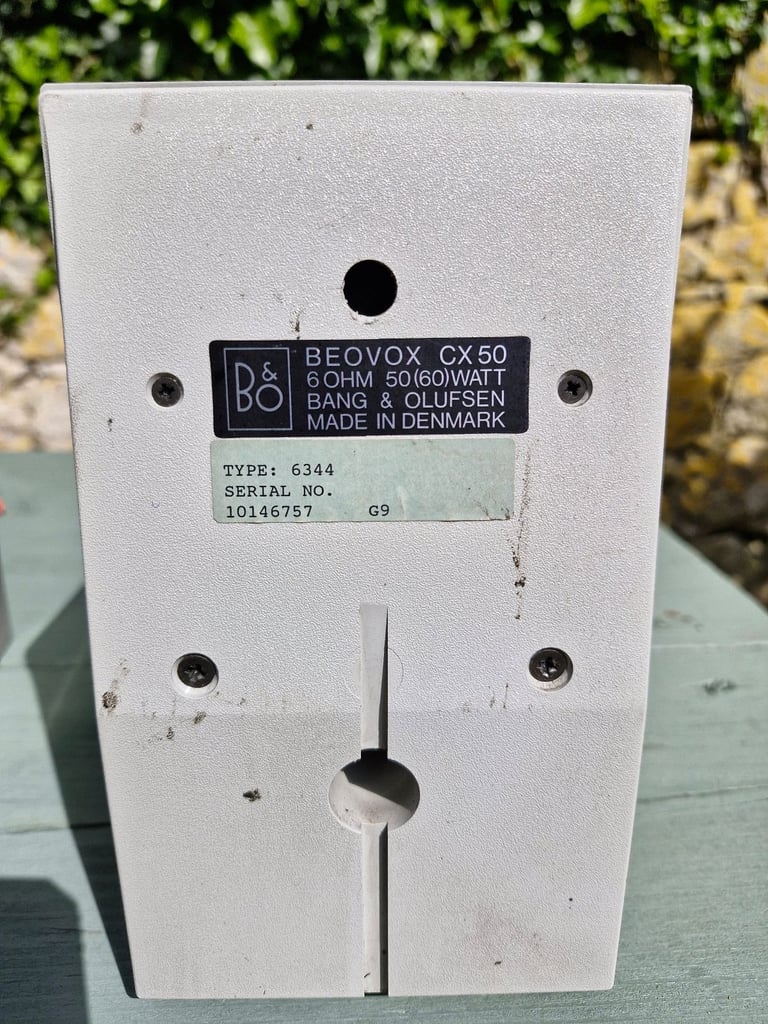 B&O
BEOVOX CX50
6 OHM 50(60)WATT
BANG & OLUFSEN
MADE IN DENMARK
TYPE: 6344
SERIAL NO.
10146757 G9